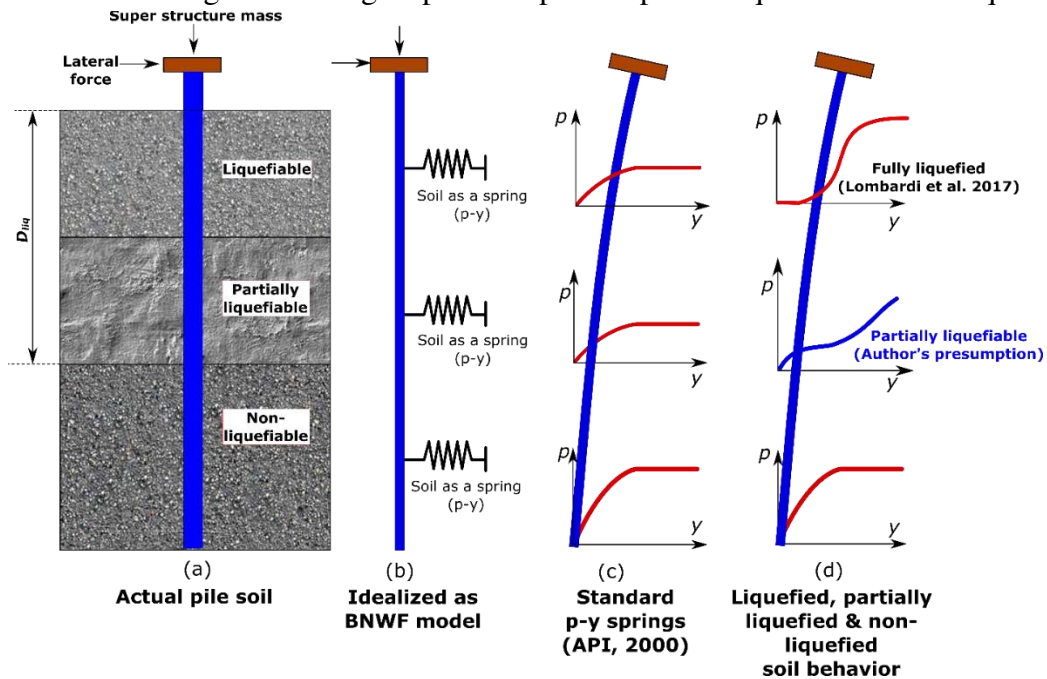 Super structure mass
Lateral
force
D_liq
Liquefiable
Partially
liquefiable
Non-
liquefiable
Soil as a spring
(p-y)
Soil as a spring
(p-y)
Soil as a spring
(p-y)
p
y
p
y
p
y
p
y
Fully liquefied
(Lombardi et al. 2017)
p
y
Partially liquefiable
(Author's presumption)
p
y
(a)
Actual pile soil
(b)
Idealized as
BNWF model
(c)
Standard
p-y springs
(API, 2000)
(d)
Liquefied, partially
liquefied & non-
liquefied
soil behavior